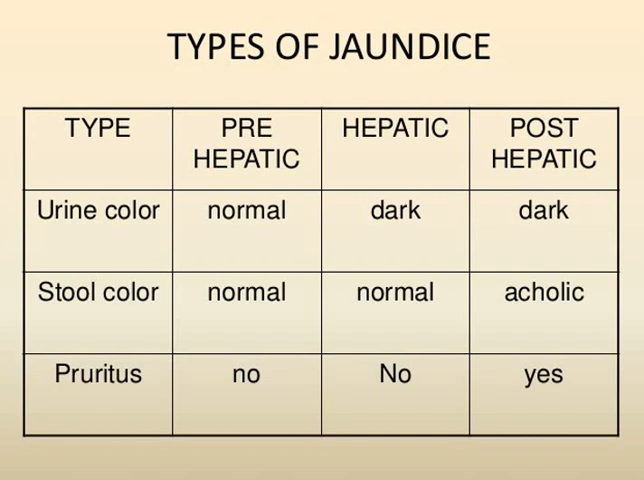 TYPES OF JAUNDICE
TYPE PRE HEPATIC HEPATIC POST HEPATIC
Urine color normal dark dark
Stool color normal normal acholic
Pruritus no No yes